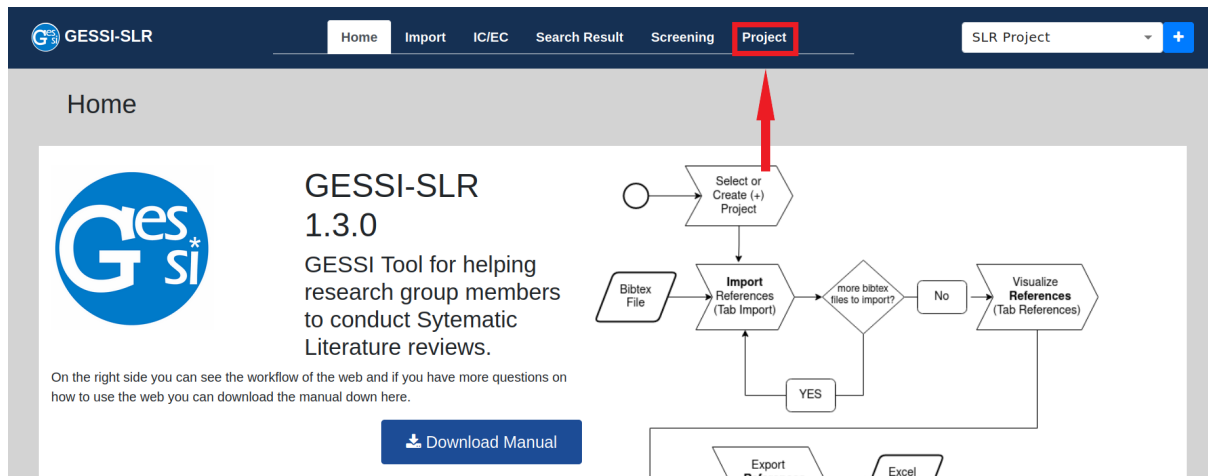 Ges si GESSI-SLR
Home Import IC/EC Search Result Screening Project
SLR Project
+
Home
Gessi*
GESSI-SLR
1.3.0
GESSI Tool for helping
research group members
to conduct Sytematic
Literature reviews.
On the right side you can see the workflow of the web and if you have more questions on
how to use the web you can download the manual down here.
Download Manual
Select or
Create (+)
Project
Bibtex
File
Import
References
(Tab Import)
more bibtex
files to import?
No
Visualize
References
(Tab References)
YES
Export
Excel